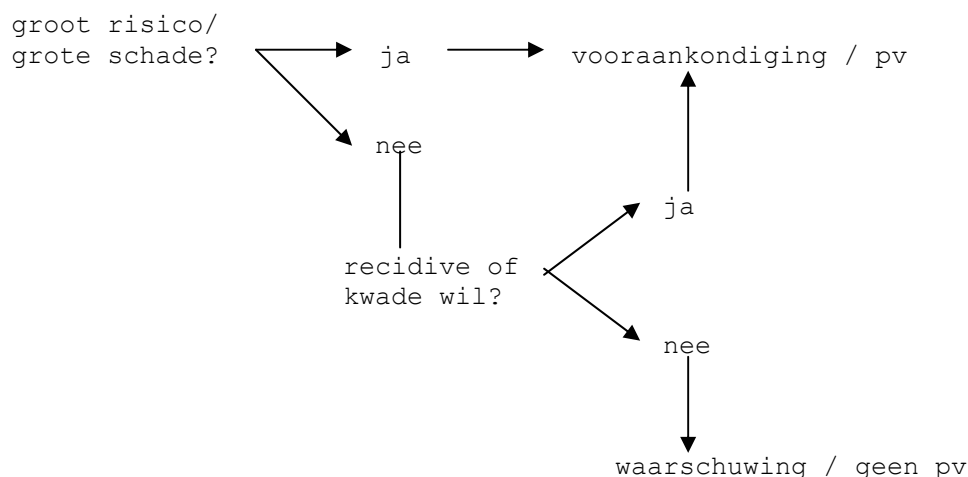 groot risico/
grote schade?
ja
vooraankondiging / pv
nee
ja
recidive of
kwade wil?
nee
waarschuwing / geen pv